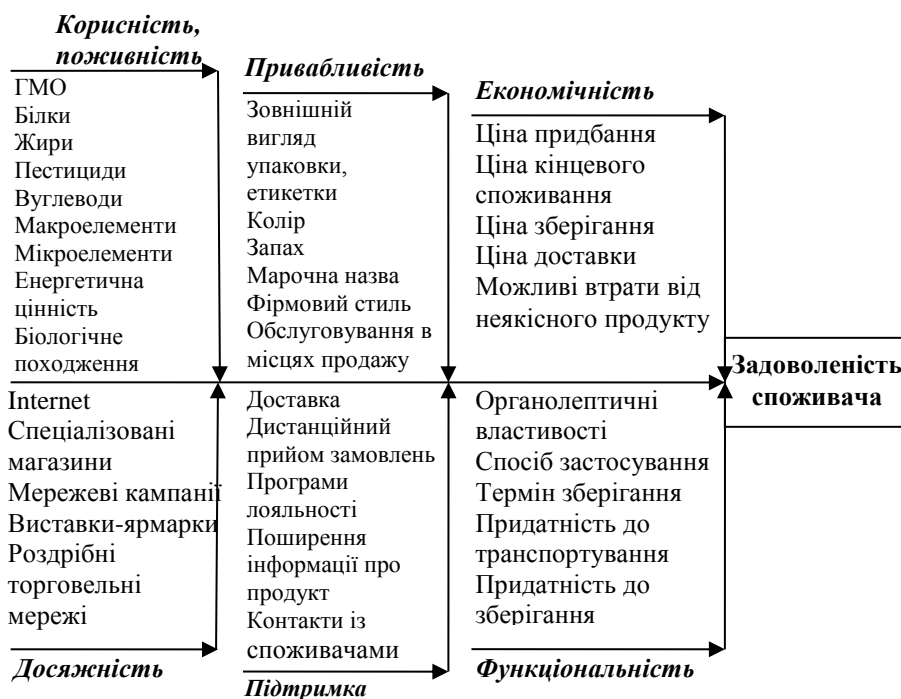 Корисність,
поживність
ГМО
Білки
Жири
Пестициди
Вуглеводи
Макроелементи
Мікроелементи
Енергетична
цінність
Біологічне
походження
Привабливість
Зовнішній
вигляд
упаковки,
етикетки
Колір
Запах
Марочна назва
Фірмовий стиль
Обслуговування в
місцях продажу
Економічність
Ціна придбання
Ціна кінцевого
споживання
Ціна зберігання
Ціна доставки
Можливі втрати від
неякісного продукту
Задоволеність
споживача
Internet
Спеціалізовані
магазини
Мережеві кампанії
Виставки-ярмарки
Роздрібні
торговельні
мережі
Досяжність
Доставка
Дистанційний
прийом замовлень
Програми
лояльності
Поширення
інформації про
продукт
Контакти із
споживачами
Підтримка
Органолептичні
властивості
Спосіб застосування
Термін зберігання
Придатність до
транспортування
Придатність до
зберігання
Функціональність